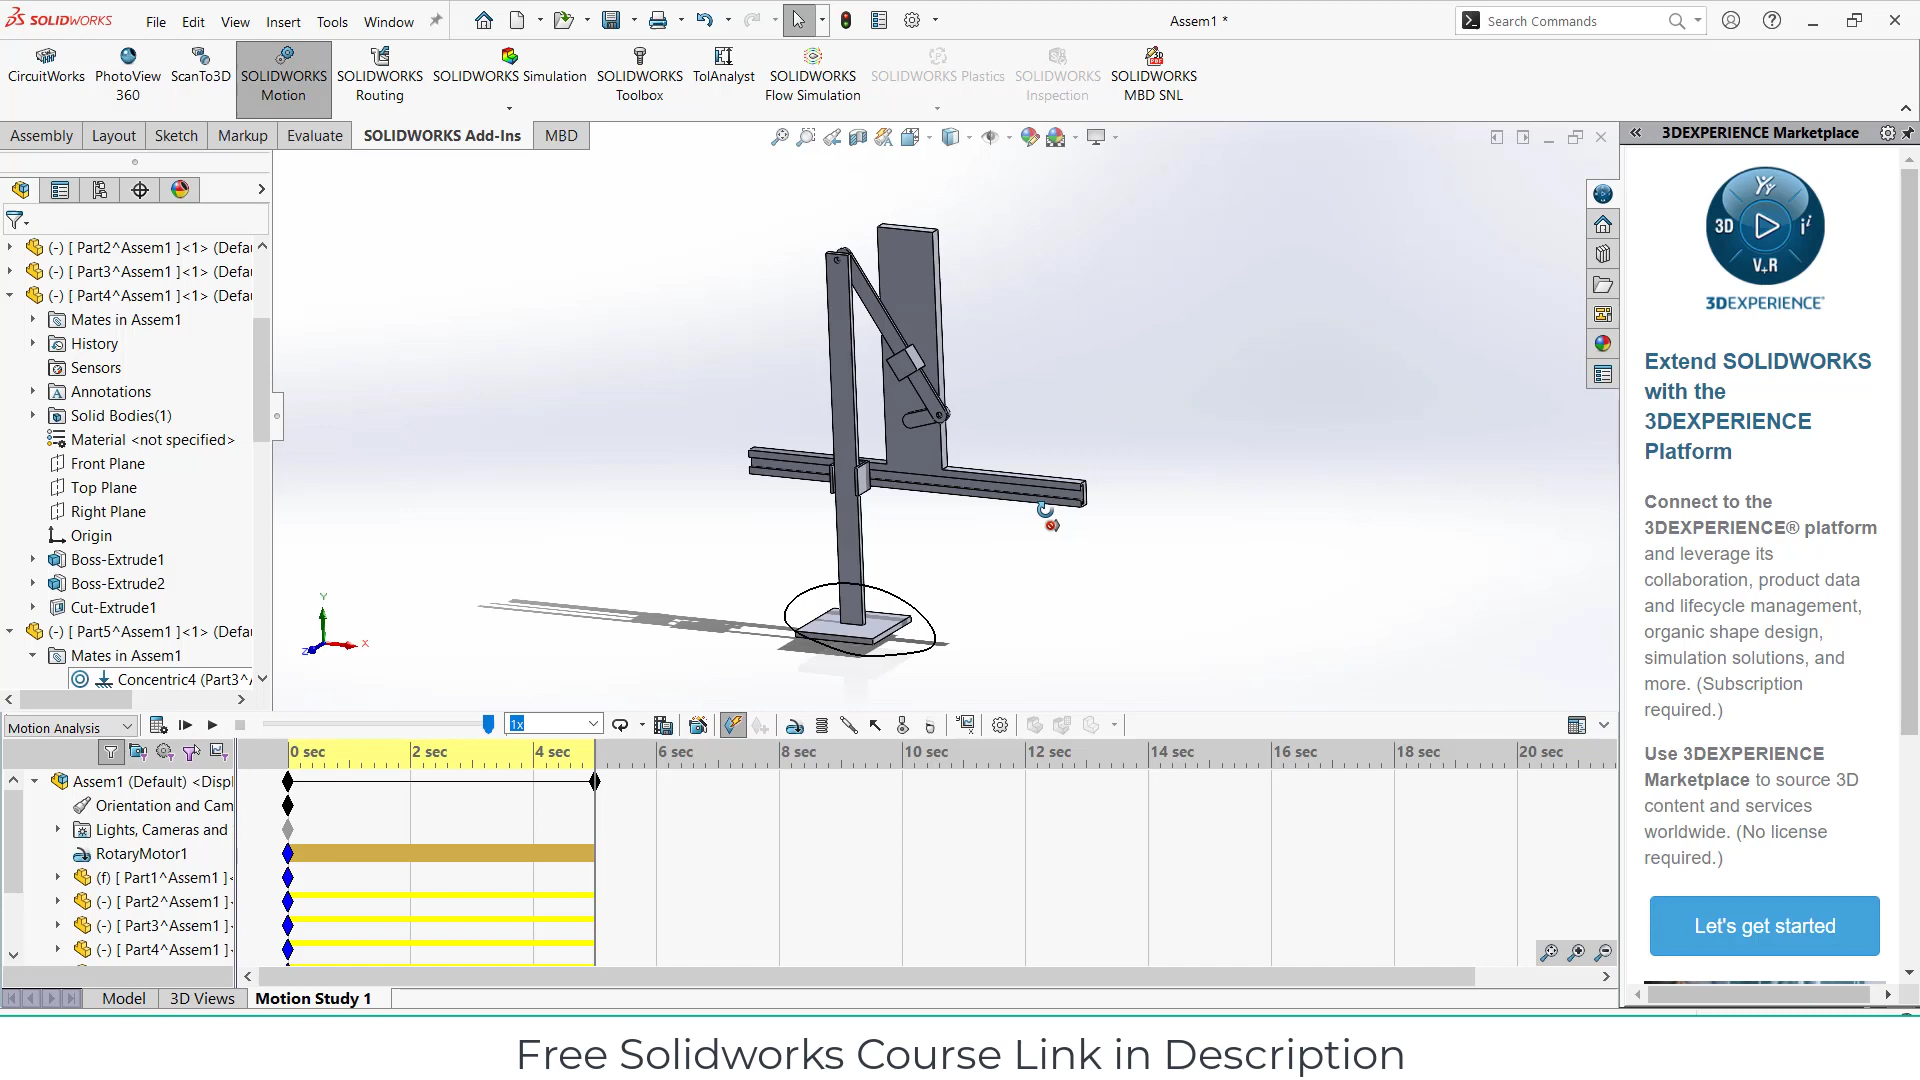 SOLIDWORKS
File Edit View Insert Tools Window
Assem1 *
Search Commands
CircuitWorks
PhotoView
360
ScanTo3D
SOLIDWORKS
Motion
SOLIDWORKS
Routing
SOLIDWORKS Simulation
SOLIDWORKS
Toolbox
TolAnalyst
SOLIDWORKS
Flow Simulation
SOLIDWORKS Plastics
SOLIDWORKS
Inspection
SOLIDWORKS
MBD SNL
Assembly Layout Sketch Markup Evaluate SOLIDWORKS Add-Ins MBD
3DEXPERIENCE Marketplace
(-) [ Part2^Assem1 ]<1> (Defau
(-) [ Part3^Assem1 ]<1> (Defau
(-) [ Part4^Assem1 ]<1> (Defau
Mates in Assem1
History
Sensors
Annotations
Solid Bodies(1)
Material <not specified>
Front Plane
Top Plane
Right Plane
Origin
Boss-Extrude1
Boss-Extrude2
Cut-Extrude1
(-) [ Part5^Assem1 ]<1> (Defau
Mates in Assem1
Concentric4 (Part3^
Y
X
Z
3D
V+R
3DEXPERIENCE®
Extend SOLIDWORKS
with the
3DEXPERIENCE
Platform
Connect to the
3DEXPERIENCE® platform
and leverage its
collaboration, product data
and lifecycle management,
organic shape design,
simulation solutions, and
more. (Subscription
required.)
Use 3DEXPERIENCE
Marketplace to source 3D
content and services
worldwide. (No license
required.)
Let's get started
Motion Analysis
1x
0 sec 2 sec 4 sec 6 sec 8 sec 10 sec 12 sec 14 sec 16 sec 18 sec 20 sec
Assem1 (Default) <Displ
Orientation and Cam
Lights, Cameras and
RotaryMotor1
(f) [ Part1^Assem1 ]<
(-) [ Part2^Assem1 ]<
(-) [ Part3^Assem1 ]<
(-) [ Part4^Assem1 ]<
Model 3D Views Motion Study 1
Free Solidworks Course Link in Description